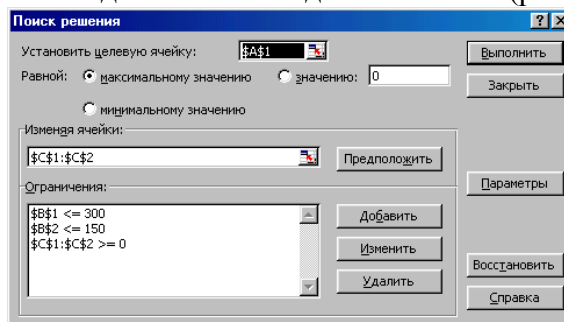 Поиск решения
Установить целевую ячейку: $A$1
Выполнить
Равной: максимальному значению значению: 0
Закрыть
минимальному значению
Изменяя ячейки:
$C$1:$C$2 Предположить
Параметры
Ограничения:
$B$1 <= 300
$B$2 <= 150
$C$1:$C$2 >= 0
Добавить
Изменить
Удалить
Восстановить
Справка